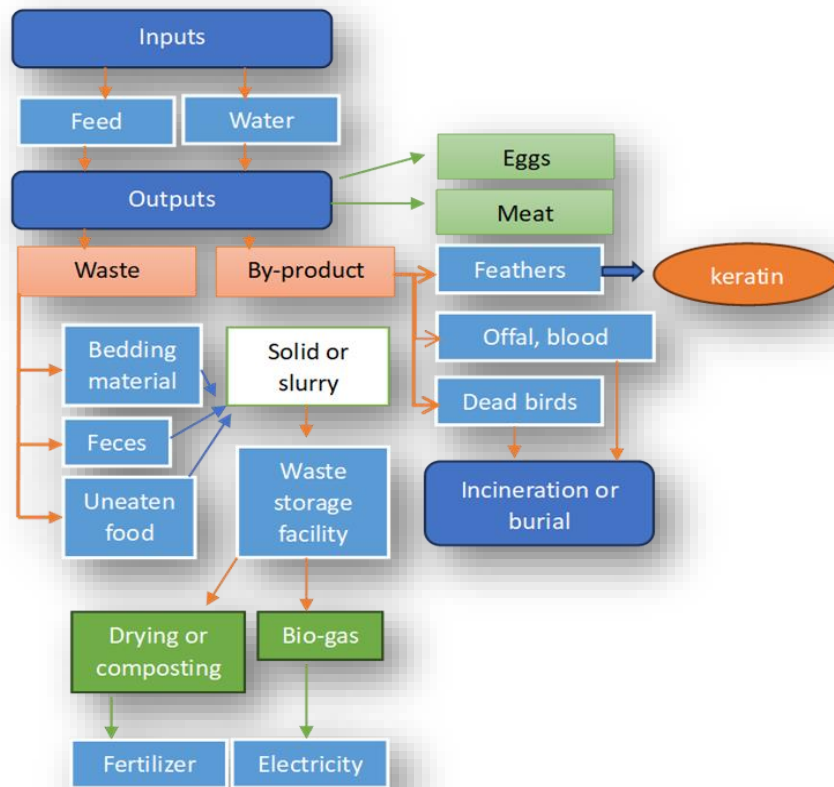 Inputs
Feed
Water
Outputs
Eggs
Meat
Waste
By-product
Feathers
keratin
Bedding
material
Solid or
slurry
Offal, blood
Dead birds
Feces
Uneaten
food
Waste
storage
facility
Incineration or
burial
Drying or
composting
Bio-gas
Fertilizer
Electricity